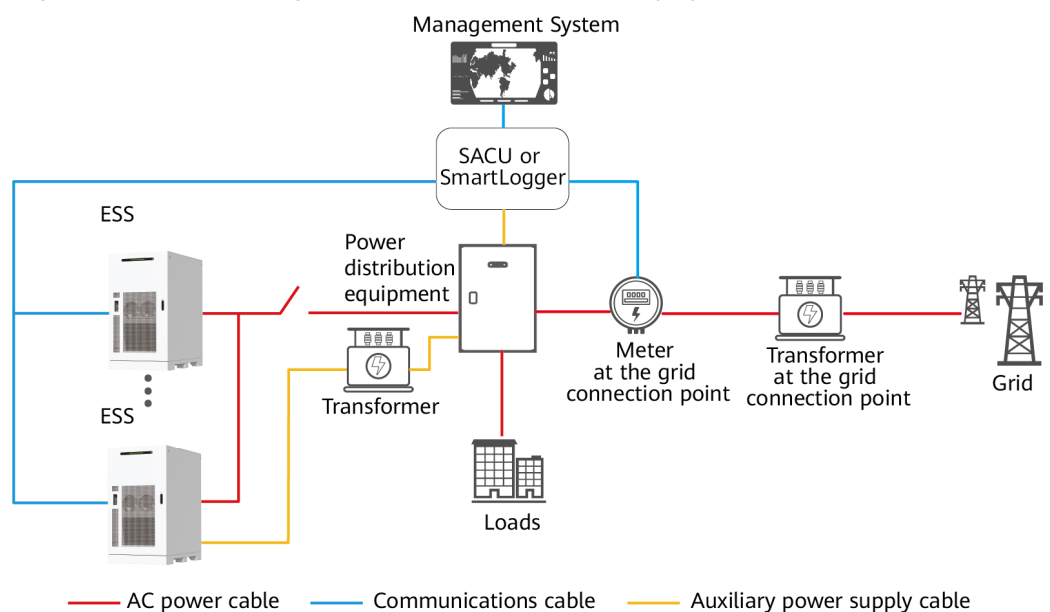 Management System
SACU or
SmartLogger
ESS
Power
distribution
equipment
Meter
at the grid
connection point
Transformer
at the grid
connection point
Grid
Transformer
ESS
Loads
AC power cable
Communications cable
Auxiliary power supply cable